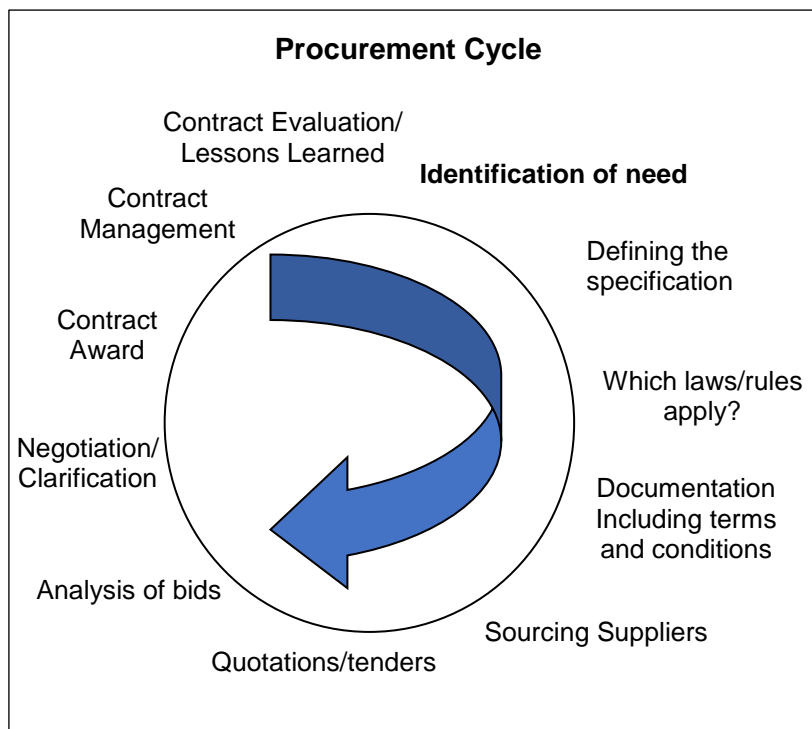 Procurement Cycle
Contract Evaluation/
Lessons Learned
Identification of need
Defining the
specification
Which laws/rules
apply?
Documentation
Including terms
and conditions
Sourcing Suppliers
Quotations/tenders
Analysis of bids
Negotiation/
Clarification
Contract
Award
Contract
Management